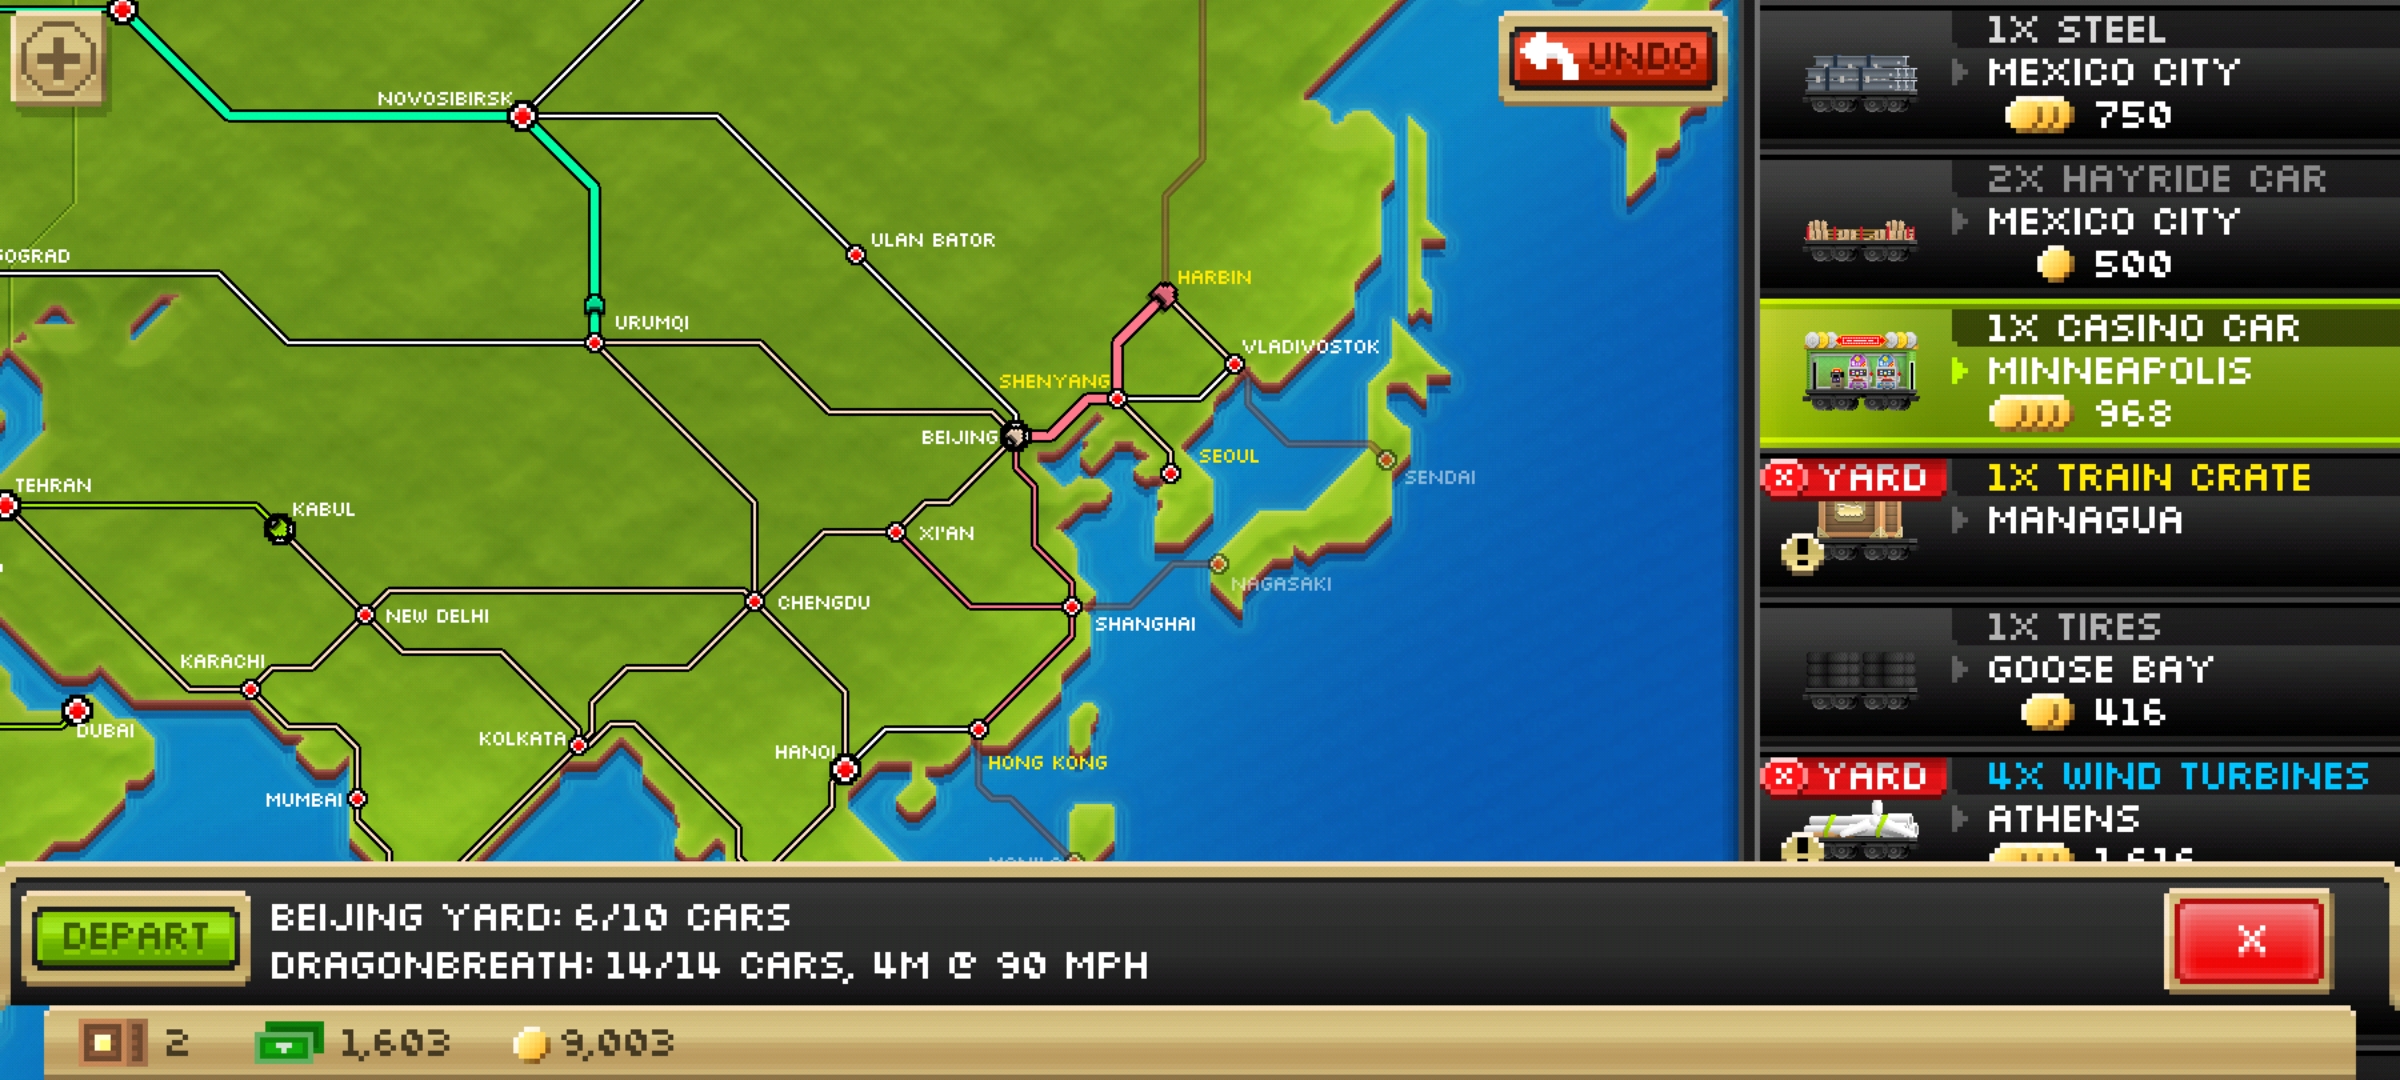 UNDO
NOVOSIBIRSK
ULAN BATOR
OGRAD
HARBIN
URUMQI
VLADIVOSTOK
SHENYANG
BEIJING
SEOUL
SENDAI
TEHRAN
KABUL
XI'AN
NAGASAKI
CHENGDU
NEW DELHI
SHANGHAI
KARACHI
DUBAI
KOLKATA
HANOI
HONG KONG
MUMBAI
1X STEEL
MEXICO CITY
750
2X HAYRIDE CAR
MEXICO CITY
500
1X CASINO CAR
MINNEAPOLIS
968
YARD
1X TRAIN CRATE
MANAGUA
1X TIRES
GOOSE BAY
416
YARD
4X WIND TURBINES
ATHENS
1,616
DEPART
BEIJING YARD: 6/10 CARS
DRAGONBREATH: 14/14 CARS, 4M @ 90 MPH
X
2
1,603
9,003